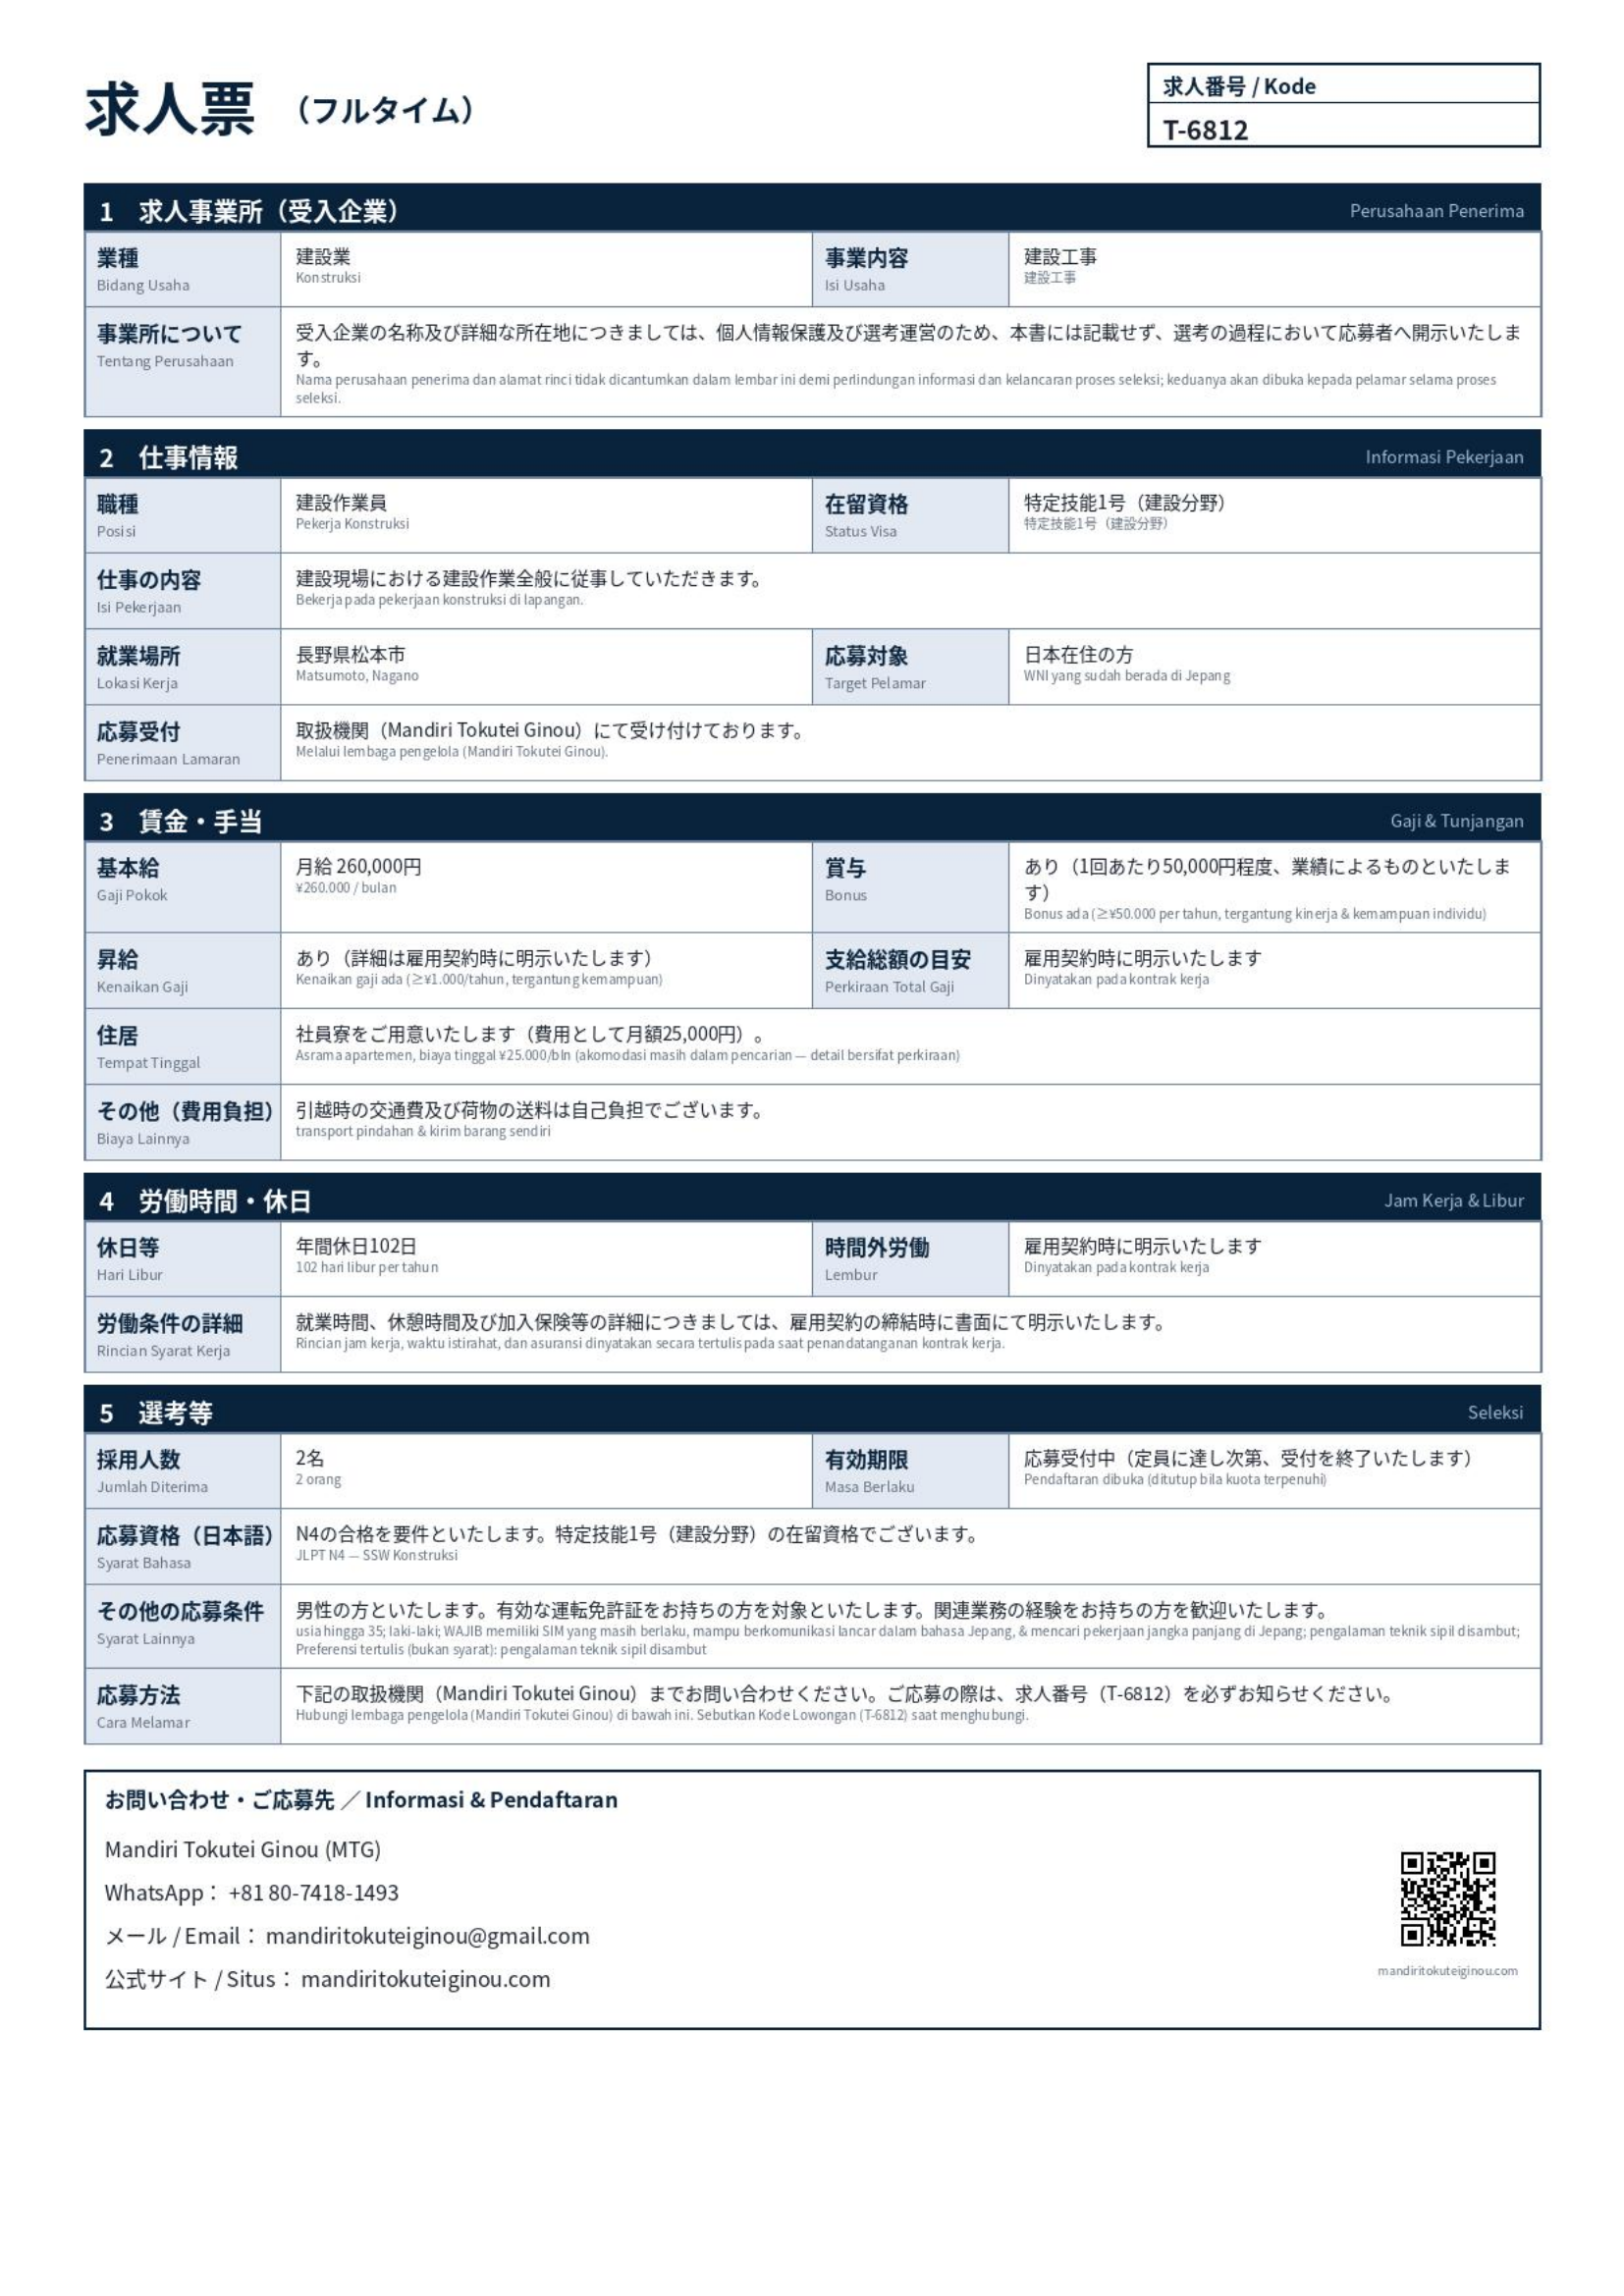 求人票 （フルタイム）
求人番号 / Kode
T-6812
1 求人事業所（受入企業） Perusahaan Penerima
業種
Bidang Usaha
建設業
Konstruksi
事業内容
Isi Usaha
建設工事
建設工事
事業所について
Tentang Perusahaan
受入企業の名称及び詳細な所在地につきましては、個人情報保護及び選考運営のため、本書には記載せず、選考の過程において応募者へ開示いたしま
す。
Nama perusahaan penerima dan alamat rinci tidak dicantumkan dalam lembar ini demi perlindungan informasi dan kelancaran proses seleksi; keduanya akan dibuka kepada pelamar selama proses
seleksi.
2 仕事情報 Informasi Pekerjaan
職種
Posisi
建設作業員
Pekerja Konstruksi
在留資格
Status Visa
特定技能1号（建設分野）
特定技能1号（建設分野）
仕事の内容
Isi Pekerjaan
建設現場における建設作業全般に従事していただきます。
Bekerja pada pekerjaan konstruksi di lapangan.
就業場所
Lokasi Kerja
長野県松本市
Matsumoto, Nagano
応募対象
Target Pelamar
日本在住の方
WNI yang sudah berada di Jepang
応募受付
Penerimaan Lamaran
取扱機関（Mandiri Tokutei Ginou）にて受け付けております。
Melalui lembaga pengelola (Mandiri Tokutei Ginou).
3 賃金・手当 Gaji & Tunjangan
基本給
Gaji Pokok
月給 260,000円
¥260.000 / bulan
賞与
Bonus
あり（1回あたり50,000円程度、業績によるものといたしま
す）
Bonus ada (≥¥50.000 per tahun, tergantung kinerja & kemampuan individu)
昇給
Kenaikan Gaji
あり（詳細は雇用契約時に明示いたします）
Kenaikan gaji ada (≥¥1.000/tahun, tergantung kemampuan)
支給総額の目安
Perkiraan Total Gaji
雇用契約時に明示いたします
Dinyatakan pada kontrak kerja
住居
Tempat Tinggal
社員寮をご用意いたします（費用として月額25,000円）。
Asrama apartemen, biaya tinggal ¥25.000/bln (akomodasi masih dalam pencarian — detail bersifat perkiraan)
その他（費用負担）
Biaya Lainnya
引越時の交通費及び荷物の送料は自己負担でございます。
transport pindahan & kirim barang sendiri
4 労働時間・休日 Jam Kerja & Libur
休日等
Hari Libur
年間休日102日
102 hari libur per tahun
時間外労働
Lembur
雇用契約時に明示いたします
Dinyatakan pada kontrak kerja
労働条件の詳細
Rincian Syarat Kerja
就業時間、休憩時間及び加入保険等の詳細につきましては、雇用契約の締結時に書面にて明示いたします。
Rincian jam kerja, waktu istirahat, dan asuransi dinyatakan secara tertulis pada saat penandatanganan kontrak kerja.
5 選考等 Seleksi
採用人数
Jumlah Diterima
2名
2 orang
有効期限
Masa Berlaku
応募受付中（定員に達し次第、受付を終了いたします）
Pendaftaran dibuka (ditutup bila kuota terpenuhi)
応募資格（日本語）
Syarat Bahasa
N4の合格を要件といたします。特定技能1号（建設分野）の在留資格でございます。
JLPT N4 — SSW Konstruksi
その他の応募条件
Syarat Lainnya
男性の方といたします。有効な運転免許証をお持ちの方を対象といたします。関連業務の経験をお持ちの方を歓迎いたします。
usia hingga 35; laki-laki; WAJIB memiliki SIM yang masih berlaku, mampu berkomunikasi lancar dalam bahasa Jepang, & mencari pekerjaan jangka panjang di Jepang; pengalaman teknik sipil disambut;
Preferensi tertulis (bukan syarat): pengalaman teknik sipil disambut
応募方法
Cara Melamar
下記の取扱機関（Mandiri Tokutei Ginou）までお問い合わせください。ご応募の際は、求人番号（T-6812）を必ずお知らせください。
Hubungi lembaga pengelola (Mandiri Tokutei Ginou) di bawah ini. Sebutkan Kode Lowongan (T-6812) saat menghubungi.
お問い合わせ・ご応募先 ／ Informasi & Pendaftaran
Mandiri Tokutei Ginou (MTG)
WhatsApp： +81 80-7418-1493
メール / Email： mandiritokuteiginou@gmail.com
公式サイト / Situs： mandiritokuteiginou.com
mandiritokuteiginou.com